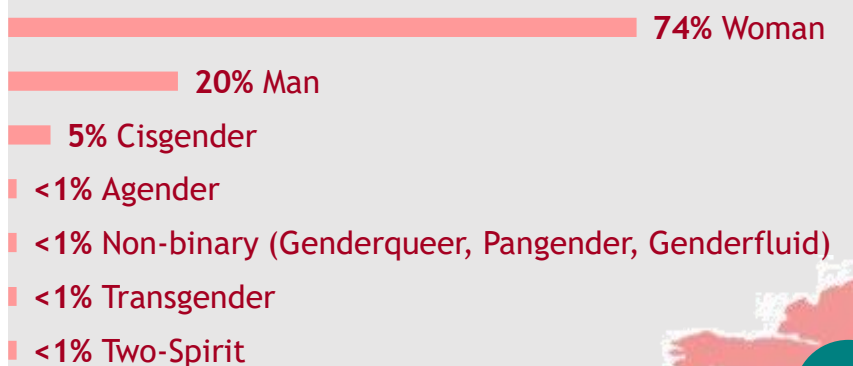 74% Woman
20% Man
5% Cisgender
<1% Agender
<1% Non-binary (Genderqueer, Pangender, Genderfluid)
<1% Transgender
<1% Two-Spirit